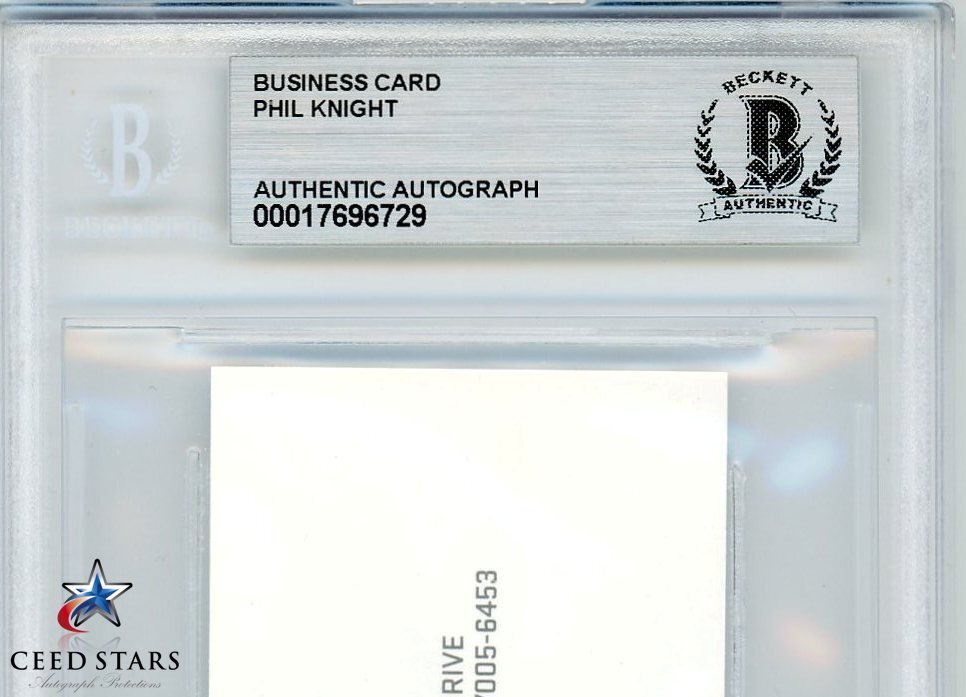 BUSINESS CARD
PHIL KNIGHT
AUTHENTIC AUTOGRAPH
00017696729
BECKETT
B
AUTHENTIC
B
RIVE
7005-6453
CEED STARS
Autograph Protections